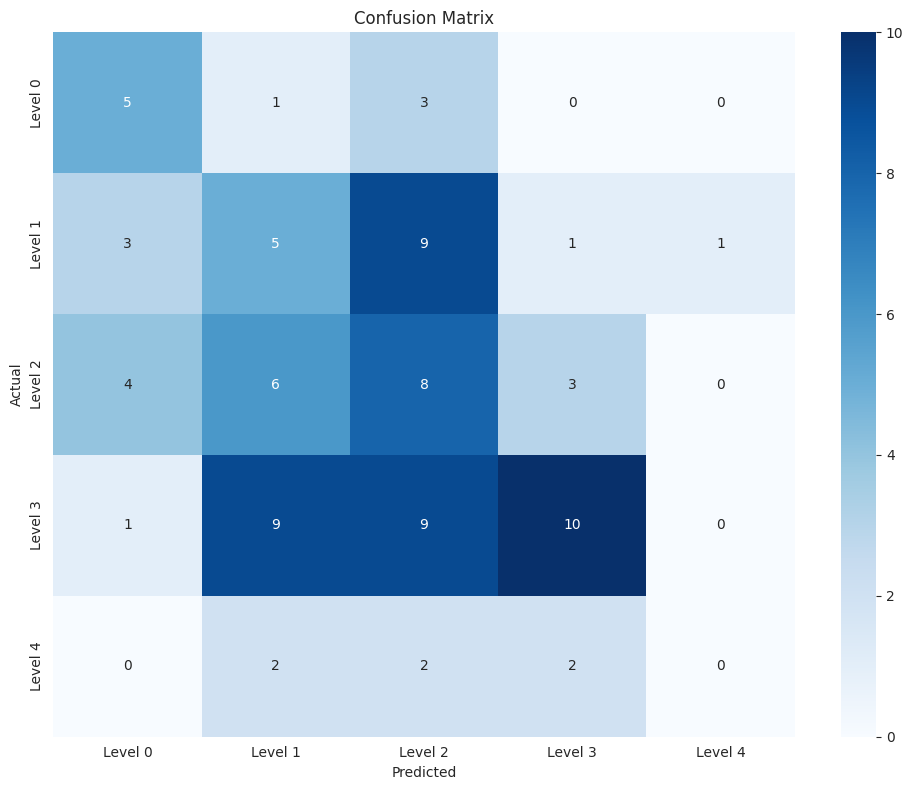 Confusion Matrix
Actual
Level 0
5 1 3 0 0
Level 1
3 5 9 1 1
Level 2
4 6 8 3 0
Level 3
1 9 9 10 0
Level 4
0 2 2 2 0
Level 0 Level 1 Level 2 Level 3 Level 4
Predicted
10
8
6
4
2
0